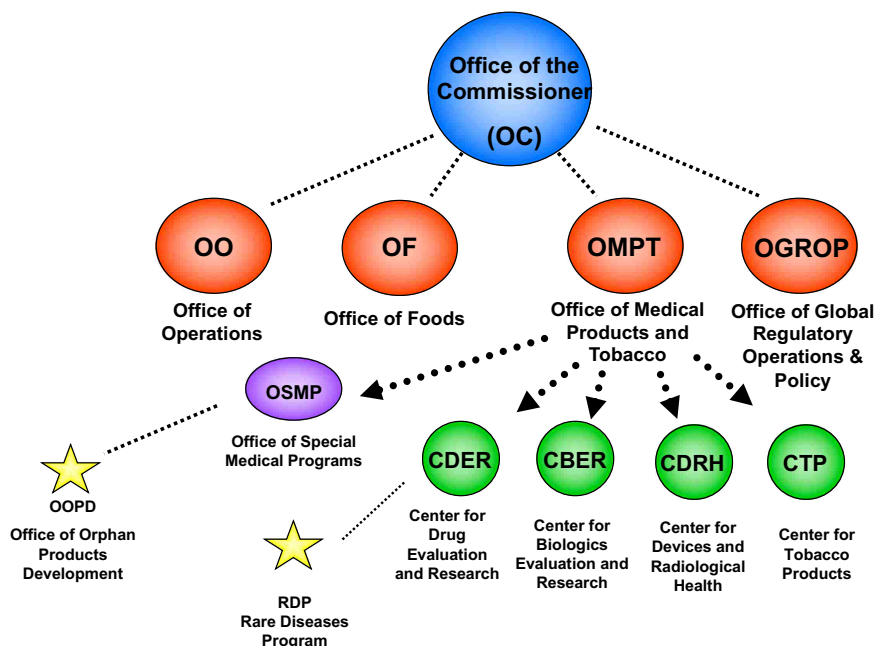 Office of the
Commissioner
(OC)
OO
OF
OMPT
OGROP
Office of
Operations
Office of Foods
Office of Medical
Products and
Tobacco
Office of Global
Regulatory
Operations &
Policy
OSMP
Office of Special
Medical Programs
CDER
CBER
CDRH
CTP
OOPD
Office of Orphan
Products
Development
Center for
Drug
Evaluation
and Research
Center for
Biologics
Evaluation and
Research
Center for
Devices and
Radiological
Health
Center for
Tobacco
Products
RDP
Rare Diseases
Program